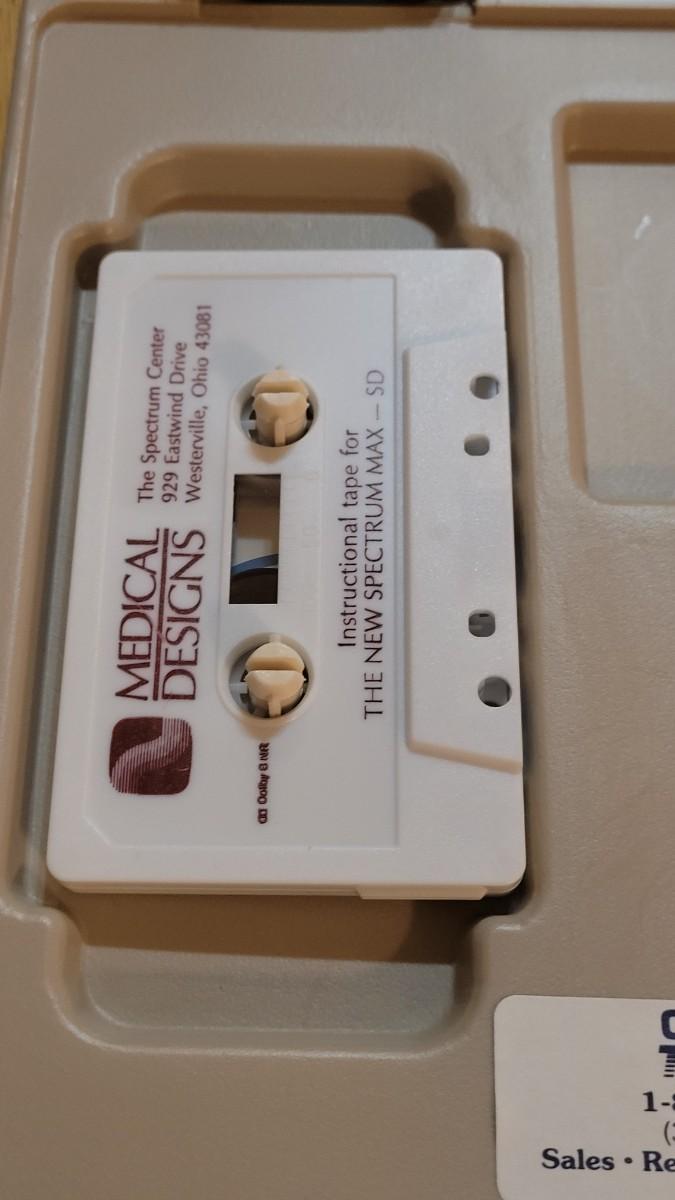 MEDICAL
DESIGNS
The Spectrum Center
929 Eastwind Drive
Westerville, Ohio 43081
Dolby B NR
Instructional tape for
THE NEW SPECTRUM MAX — SD
Sales •